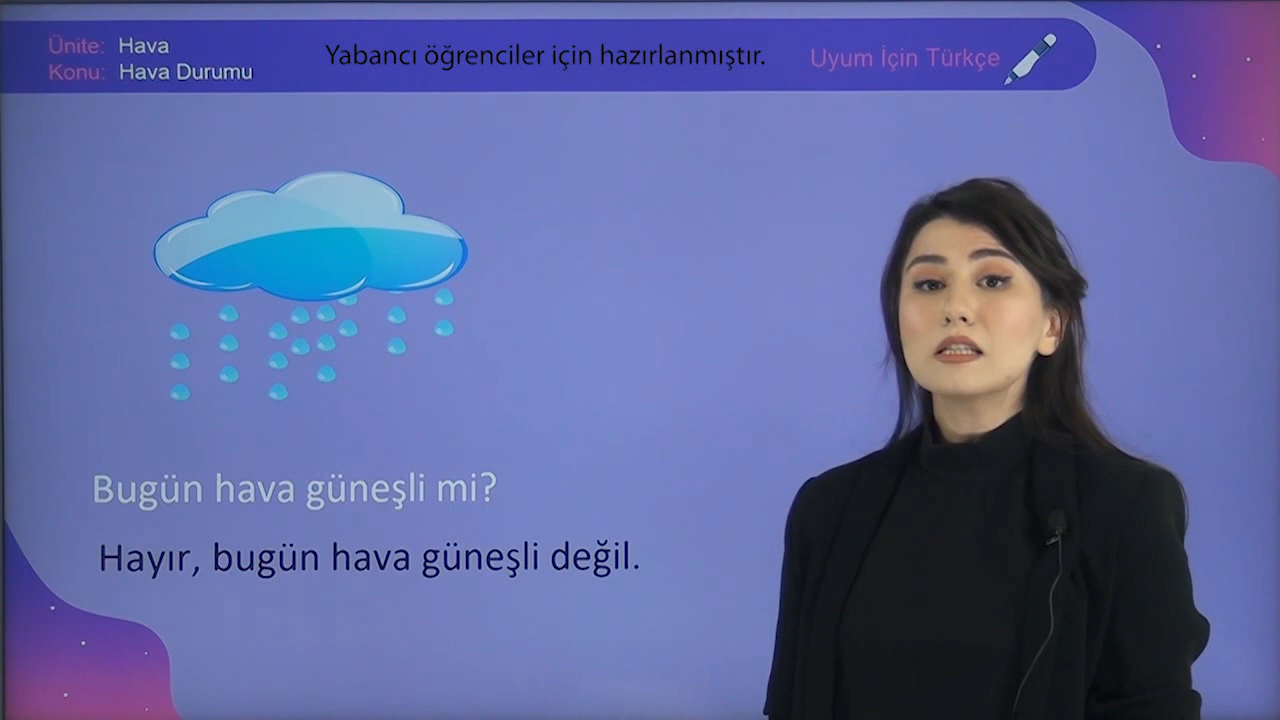 Ünite: Hava
Konu: Hava Durumu
Yabancı öğrenciler için hazırlanmıştır.
Uyum İçin Türkçe
Bugün hava güneşli mi?
Hayır, bugün hava güneşli değil.